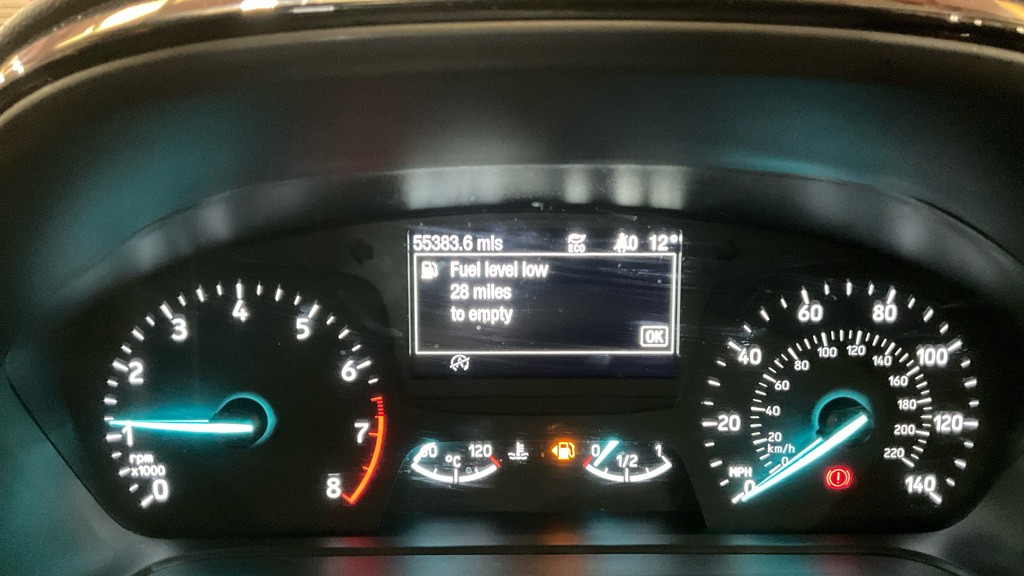 55383.6 mls ECO 12°
Fuel level low
28 miles
to empty
OK
0 1 2 3 4 5 6 7 8
rpm
x1000
120
°C
0 1/2 1
0 20 40 60 80 100 120 140
MPH
0 20 40 60 80 100 120 140 160 180 200 220
km/h